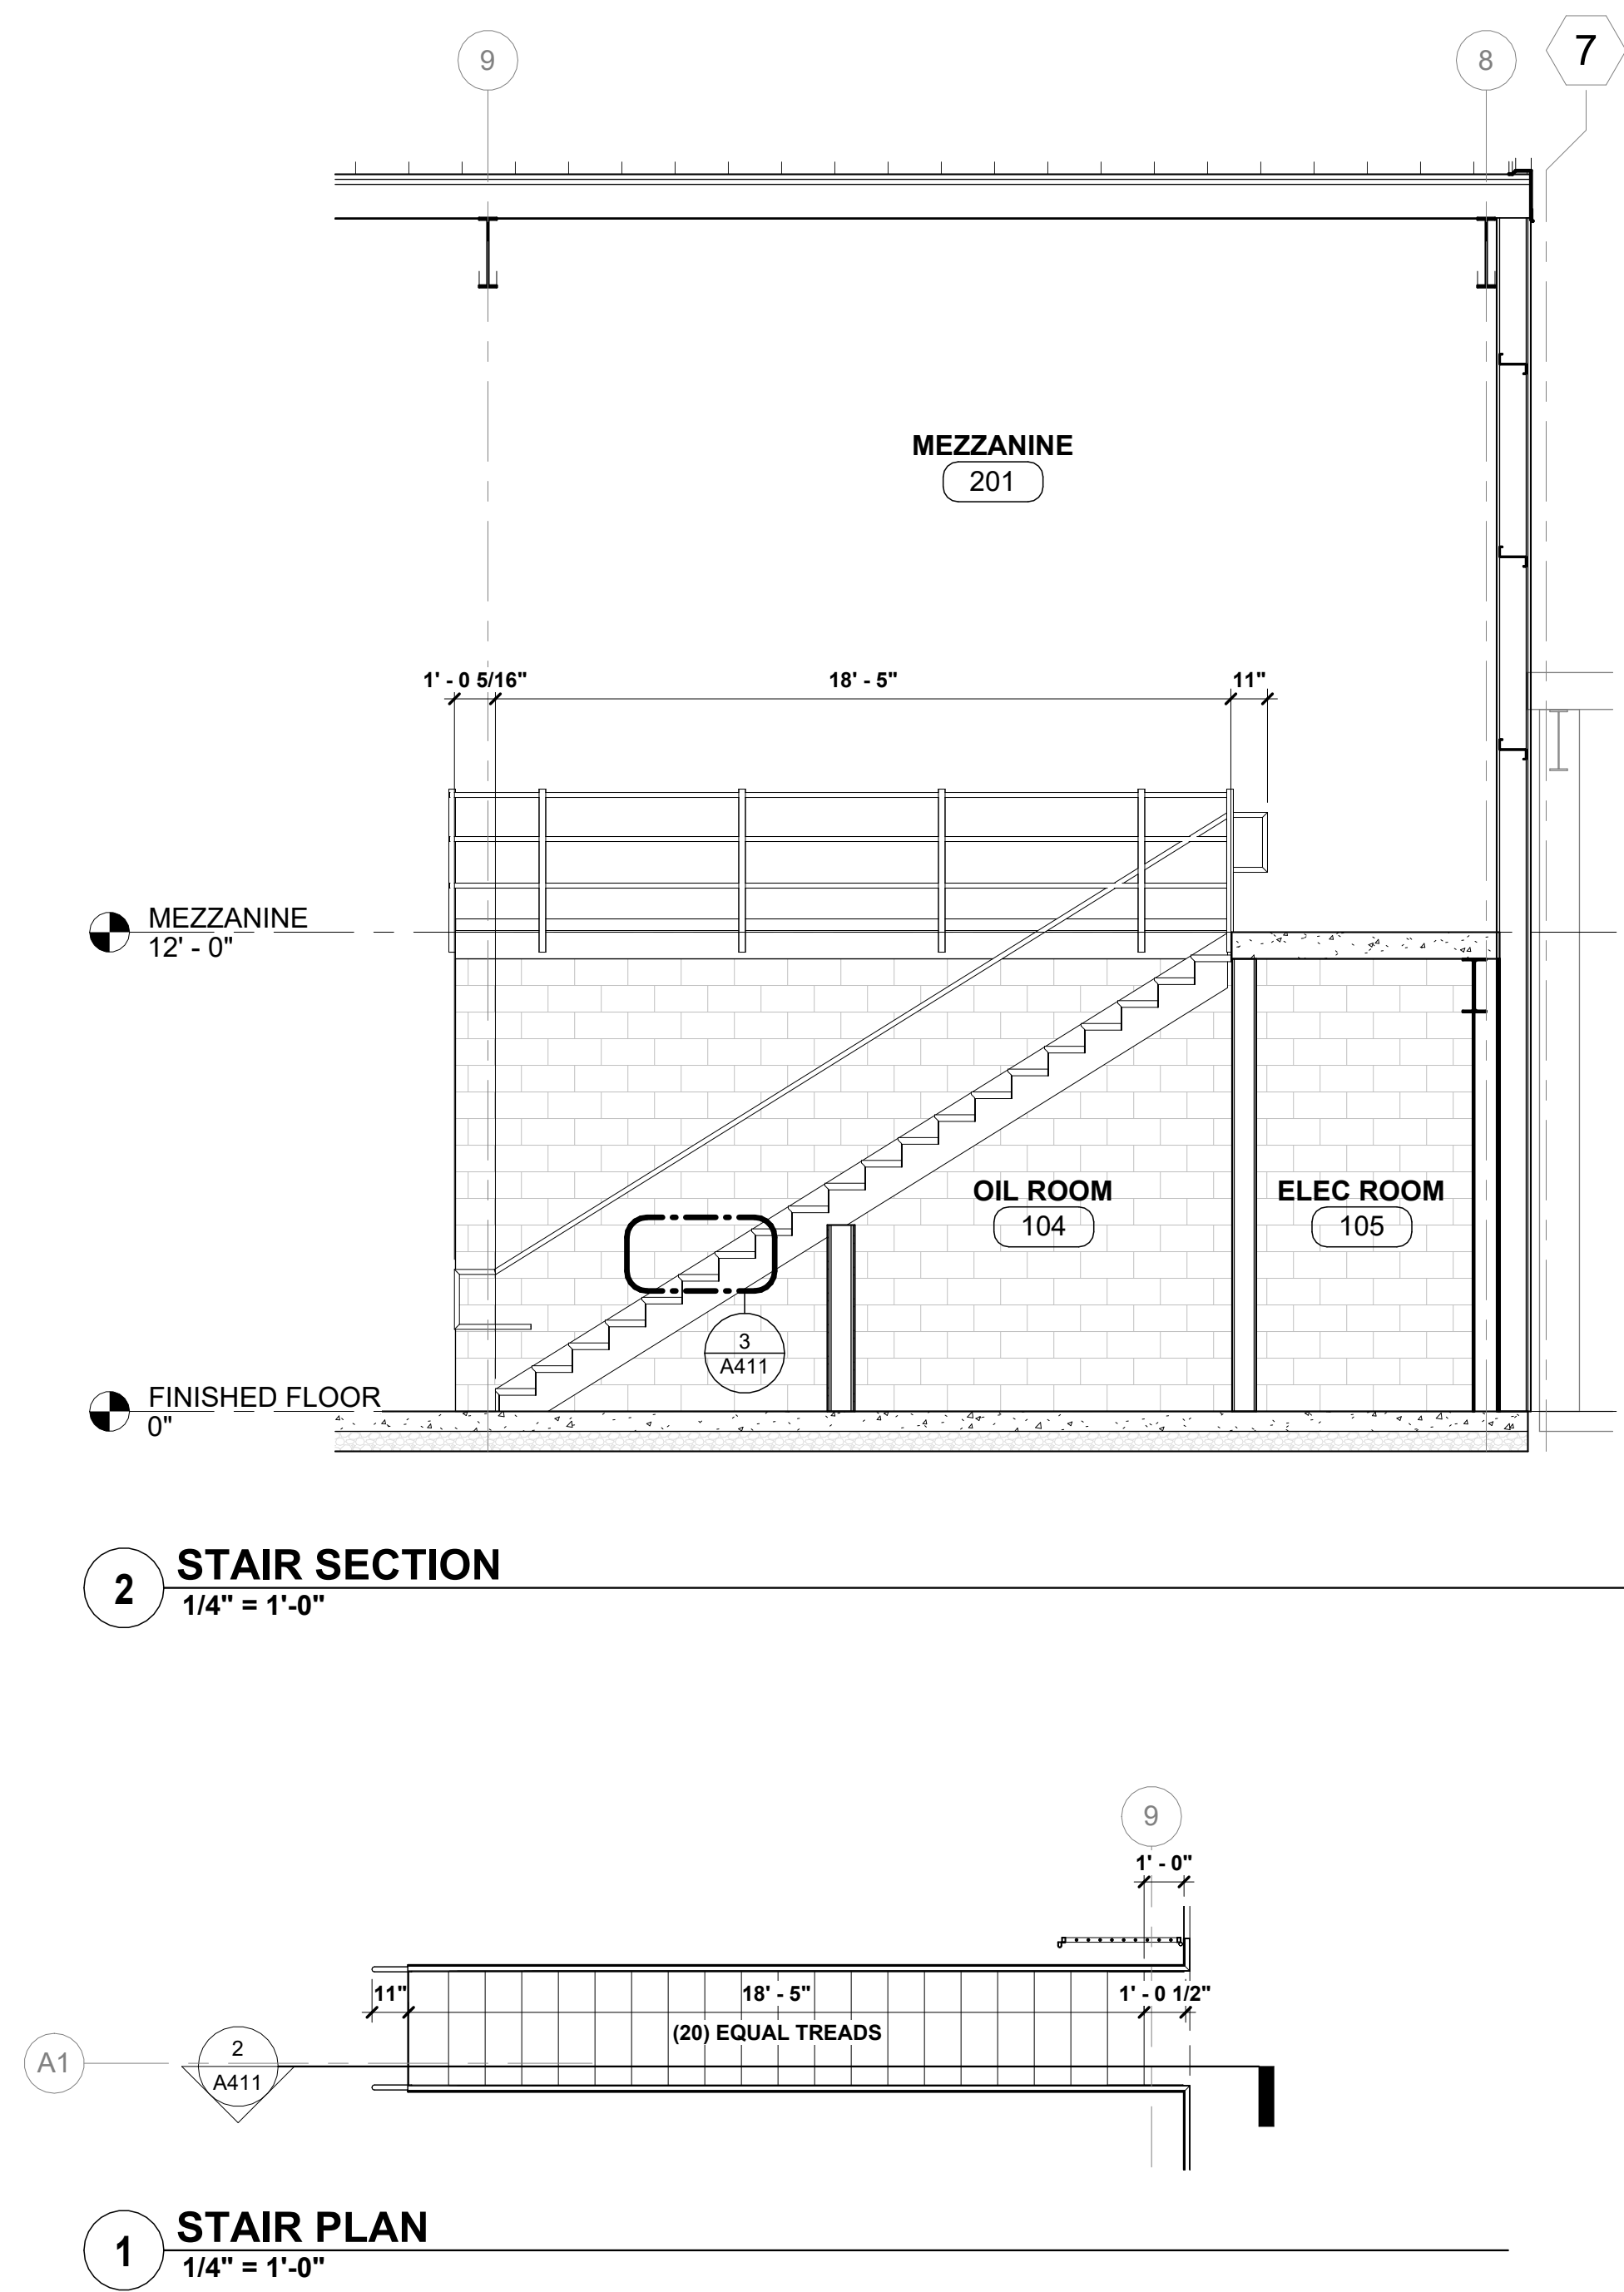 9
8
7
MEZZANINE
201
1' - 0 5/16"
18' - 5"
11"
MEZZANINE
12' - 0"
OIL ROOM
104
ELEC ROOM
105
3
A411
FINISHED FLOOR
0"
2
STAIR SECTION
1/4" = 1'-0"
9
1' - 0"
11"
18' - 5"
1' - 0 1/2"
(20) EQUAL TREADS
A1
2
A411
1
STAIR PLAN
1/4" = 1'-0"